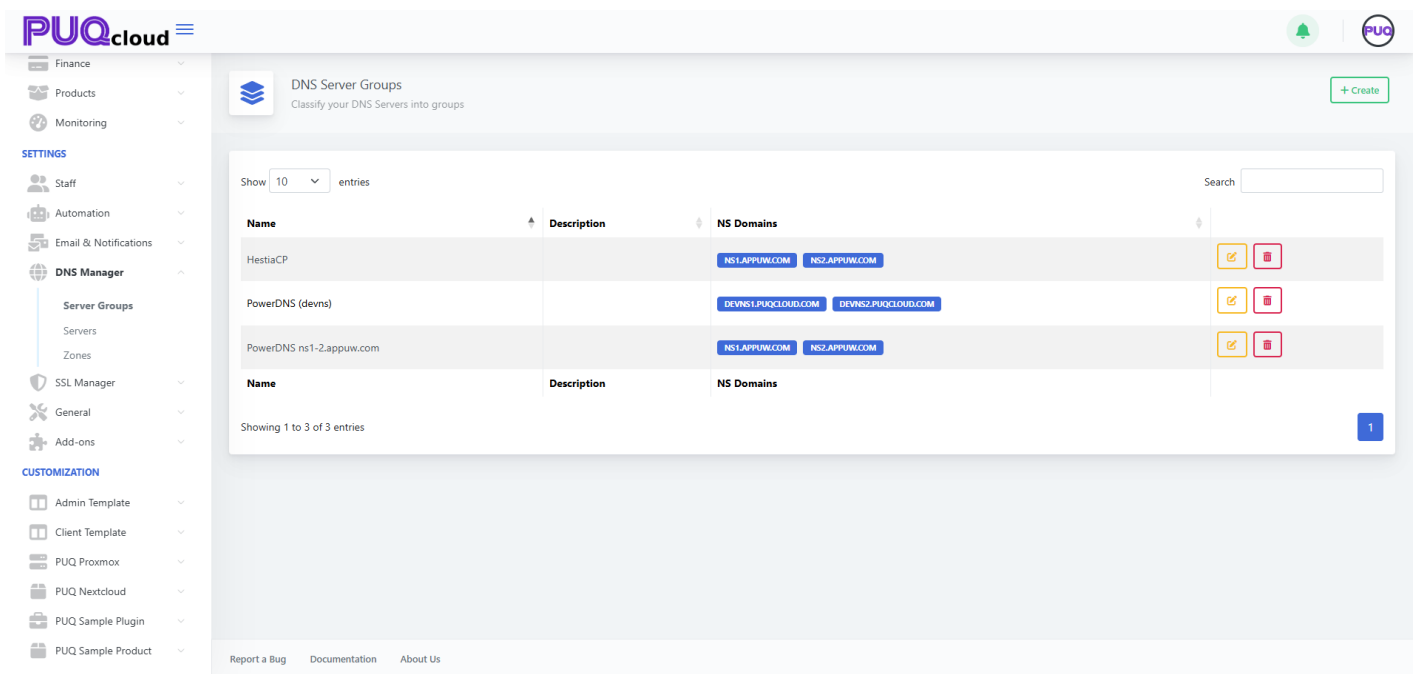 PUQcloud
PUQ
Finance
Products
Monitoring
SETTINGS
Staff
Automation
Email & Notifications
DNS Manager
Server Groups
Servers
Zones
SSL Manager
General
Add-ons
CUSTOMIZATION
Admin Template
Client Template
PUQ Proxmox
PUQ Nextcloud
PUQ Sample Plugin
PUQ Sample Product
DNS Server Groups
Classify your DNS Servers into groups
+ Create
Show 10 entries
Search
Name Description NS Domains
HestiaCP NS1.APPUW.COM NS2.APPUW.COM
PowerDNS (devns) DEVNS1.PUQCLOUD.COM DEVNS2.PUQCLOUD.COM
PowerDNS ns1-2.appuw.com NS1.APPUW.COM NS2.APPUW.COM
Name Description NS Domains
Showing 1 to 3 of 3 entries
1
Report a Bug Documentation About Us